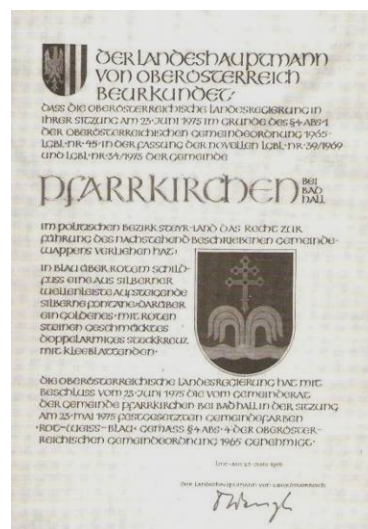 DER LANDESHAUPTMANN
VON OBERÖSTERREICH
BEURKUNDET,
DASS DIE OBERÖSTERREICHISCHE LANDESREGIERUNG IN
IHRER SITZUNG AM 23·JUNI 1975 IM GRUNDE DES §4 ABS·1
DER OBERÖSTERREICHISCHEN GEMEINDEORDNUNG 1965·
LGBL·NR·45·IN DER FASSUNG DER NOVELLEN LGBL·NR·39/1969
UND LGBL·NR·34/1973 DER GEMEINDE
PFARRKIRCHEN BEI BAD HALL
IM POLITISCHEN BEZIRK STEYR-LAND DAS RECHT ZUR
FÜHRUNG DES NACHSTEHEND BESCHRIEBENEN GEMEINDE-
WAPPENS VERLIEHEN HAT:
IN BLAU ÜBER ROTEM SCHILD-
FUSS EINE AUS SILBERNER
WELLENLEISTE AUFSTEIGENDE
SILBERNE FONTÄNE·DARÜBER
EIN GOLDENES·MIT ROTEN
STEINEN GESCHMÜCKTES
DOPPELARMIGES STECKKREUZ
MIT KLEEBLATTENDEN·
DIE OBERÖSTERREICHISCHE LANDESREGIERUNG HAT MIT
BESCHLUSS VOM 23·JUNI 1975 DIE VOM GEMEINDERAT
DER GEMEINDE PFARRKIRCHEN BEI BAD HALL IN DER SITZUNG
AM 23·MAI 1975 FESTGESETZTEN GEMEINDEFARBEN
·ROT-WEISS-BLAU· GEMÄSS §4 ABS·4 DER OBERÖSTER-
REICHISCHEN GEMEINDEORDNUNG 1965 GENEHMIGT·
DER LANDESHAUPTMANN VON OBERÖSTERREICH